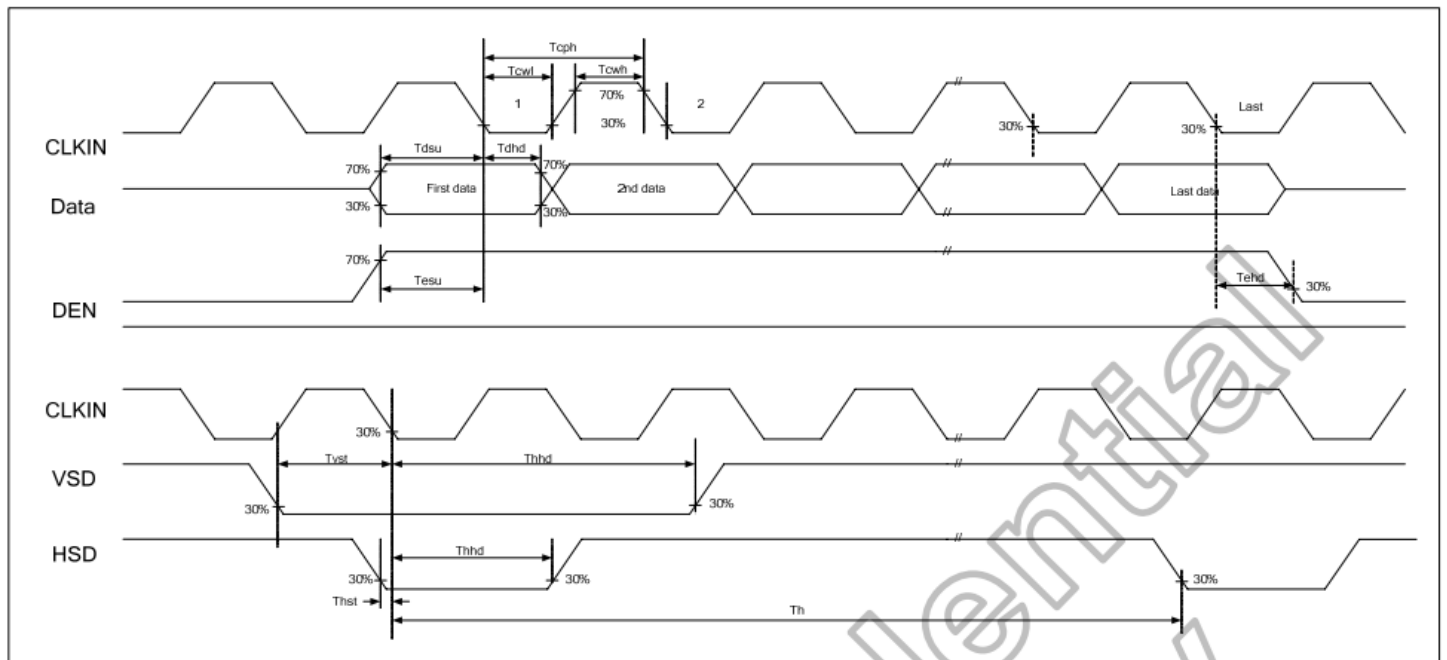 Tcph
Tcwl Tcwh
1 70% 2 Last
30% 30% 30%
CLKIN
Tdsu Tdhd
70% 70%
First data 2nd data Last data
Data
30% 30%
70%
Tesu Tehd
30%
DEN
CLKIN
30%
Tvst Thhd
VSD
30% 30%
HSD
Thhd
30% 30% 30%
Thst
Th
lential